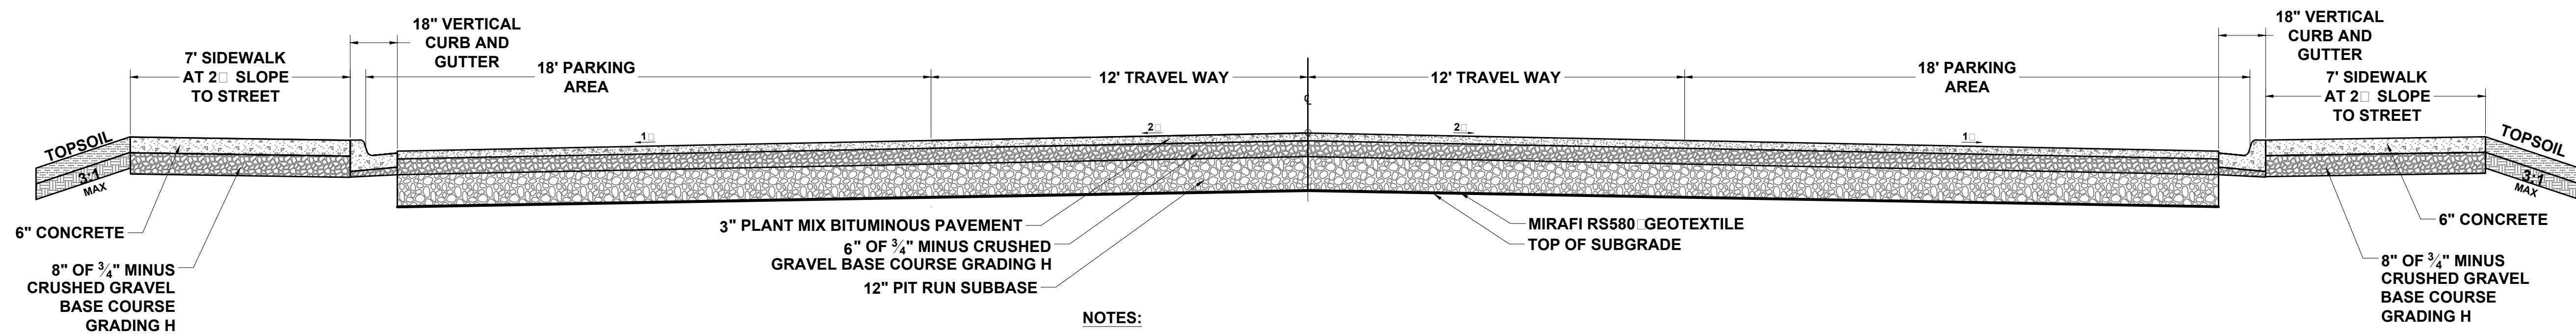 18" VERTICAL
CURB AND
GUTTER
7' SIDEWALK
AT 2□ SLOPE
TO STREET
18' PARKING
AREA
12' TRAVEL WAY
12' TRAVEL WAY
18' PARKING
AREA
18" VERTICAL
CURB AND
GUTTER
7' SIDEWALK
AT 2□ SLOPE
TO STREET
℄
TOPSOIL
3:1
MAX
1□
2□
2□
1□
TOPSOIL
3:1
MAX
6" CONCRETE
8" OF 3/4" MINUS
CRUSHED GRAVEL
BASE COURSE
GRADING H
3" PLANT MIX BITUMINOUS PAVEMENT
6" OF 3/4" MINUS CRUSHED
GRAVEL BASE COURSE GRADING H
12" PIT RUN SUBBASE
MIRAFI RS580□GEOTEXTILE
TOP OF SUBGRADE
6" CONCRETE
8" OF 3/4" MINUS
CRUSHED GRAVEL
BASE COURSE
GRADING H
NOTES: